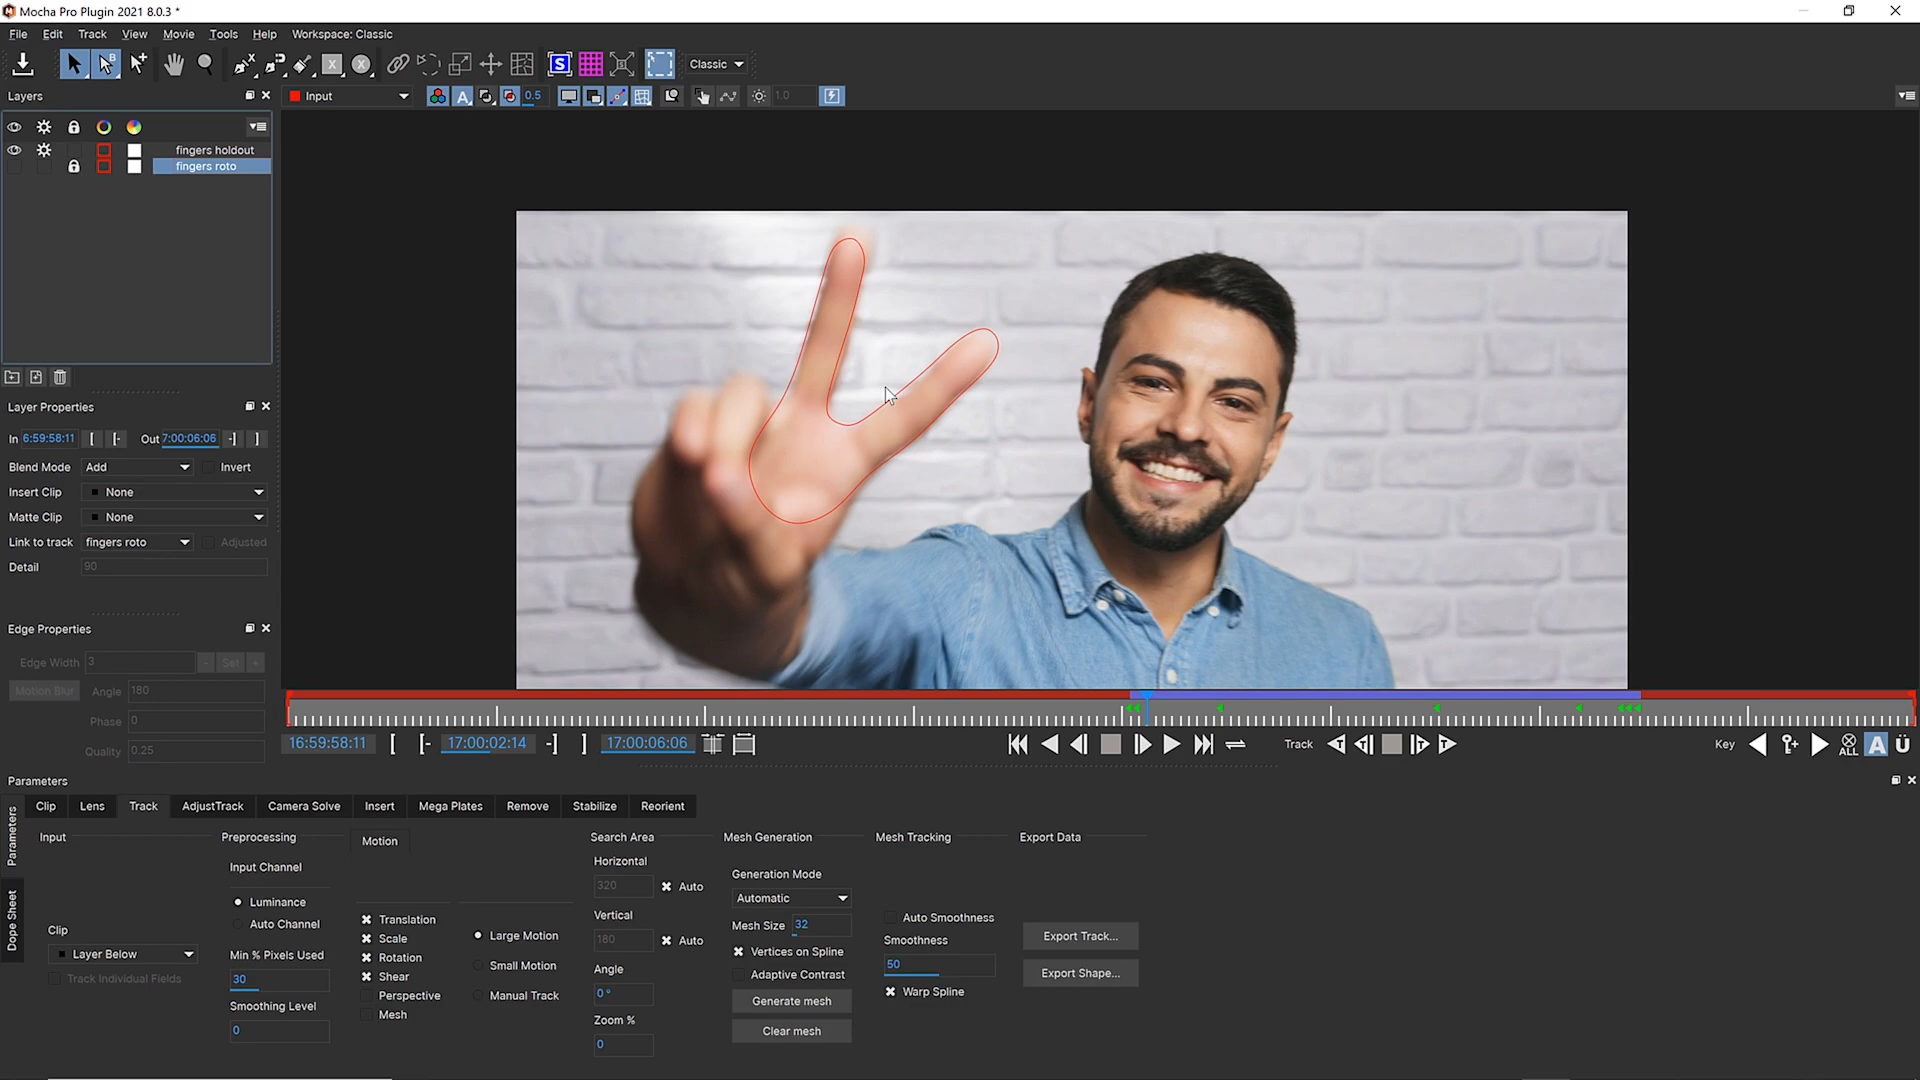 Mocha Pro Plugin 2021 8.0.3 *
File Edit Track View Movie Tools Help Workspace: Classic
Classic
Layers
Input
0.5
1.0
fingers holdout
fingers roto
Layer Properties
In 6:59:58:11 Out 7:00:06:06
Blend Mode Add Invert
Insert Clip None
Matte Clip None
Link to track fingers roto Adjusted
Detail 90
Edge Properties
Edge Width 3 - Set +
Motion Blur Angle 180
Phase 0
Quality 0.25
16:59:58:11 17:00:02:14 17:00:06:06 Track Key ALL
Parameters
Clip Lens Track AdjustTrack Camera Solve Insert Mega Plates Remove Stabilize Reorient
Parameters
Dope Sheet
Input
Clip
Layer Below
Track Individual Fields
Preprocessing
Input Channel
Luminance
Auto Channel
Min % Pixels Used
30
Smoothing Level
0
Motion
Translation
Scale
Rotation
Shear
Perspective
Mesh
Large Motion
Small Motion
Manual Track
Search Area
Horizontal
320 Auto
Vertical
180 Auto
Angle
0 °
Zoom %
0
Mesh Generation
Generation Mode
Automatic
Mesh Size 32
Vertices on Spline
Adaptive Contrast
Generate mesh
Clear mesh
Mesh Tracking
Auto Smoothness
Smoothness
50
Warp Spline
Export Data
Export Track...
Export Shape...